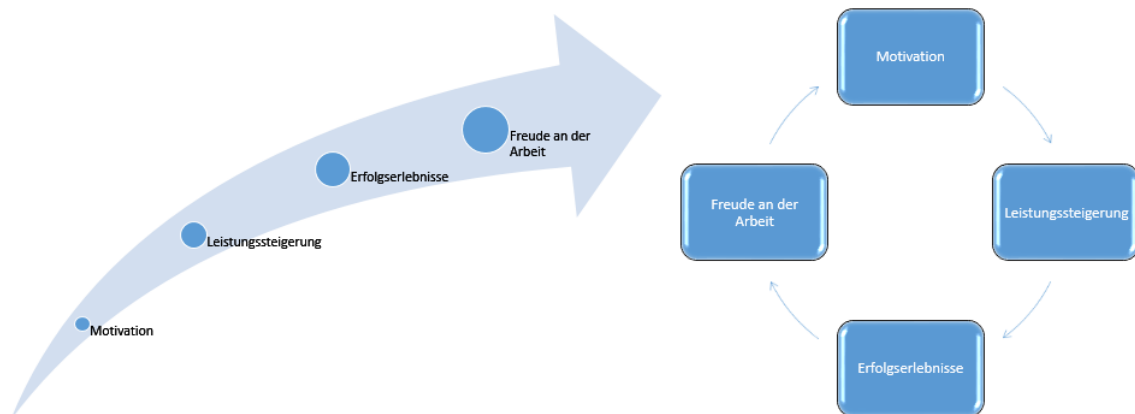 Freude an der
Arbeit
Erfolgserlebnisse
Leistungssteigerung
Motivation
Motivation
Leistungssteigerung
Erfolgserlebnisse
Freude an der
Arbeit